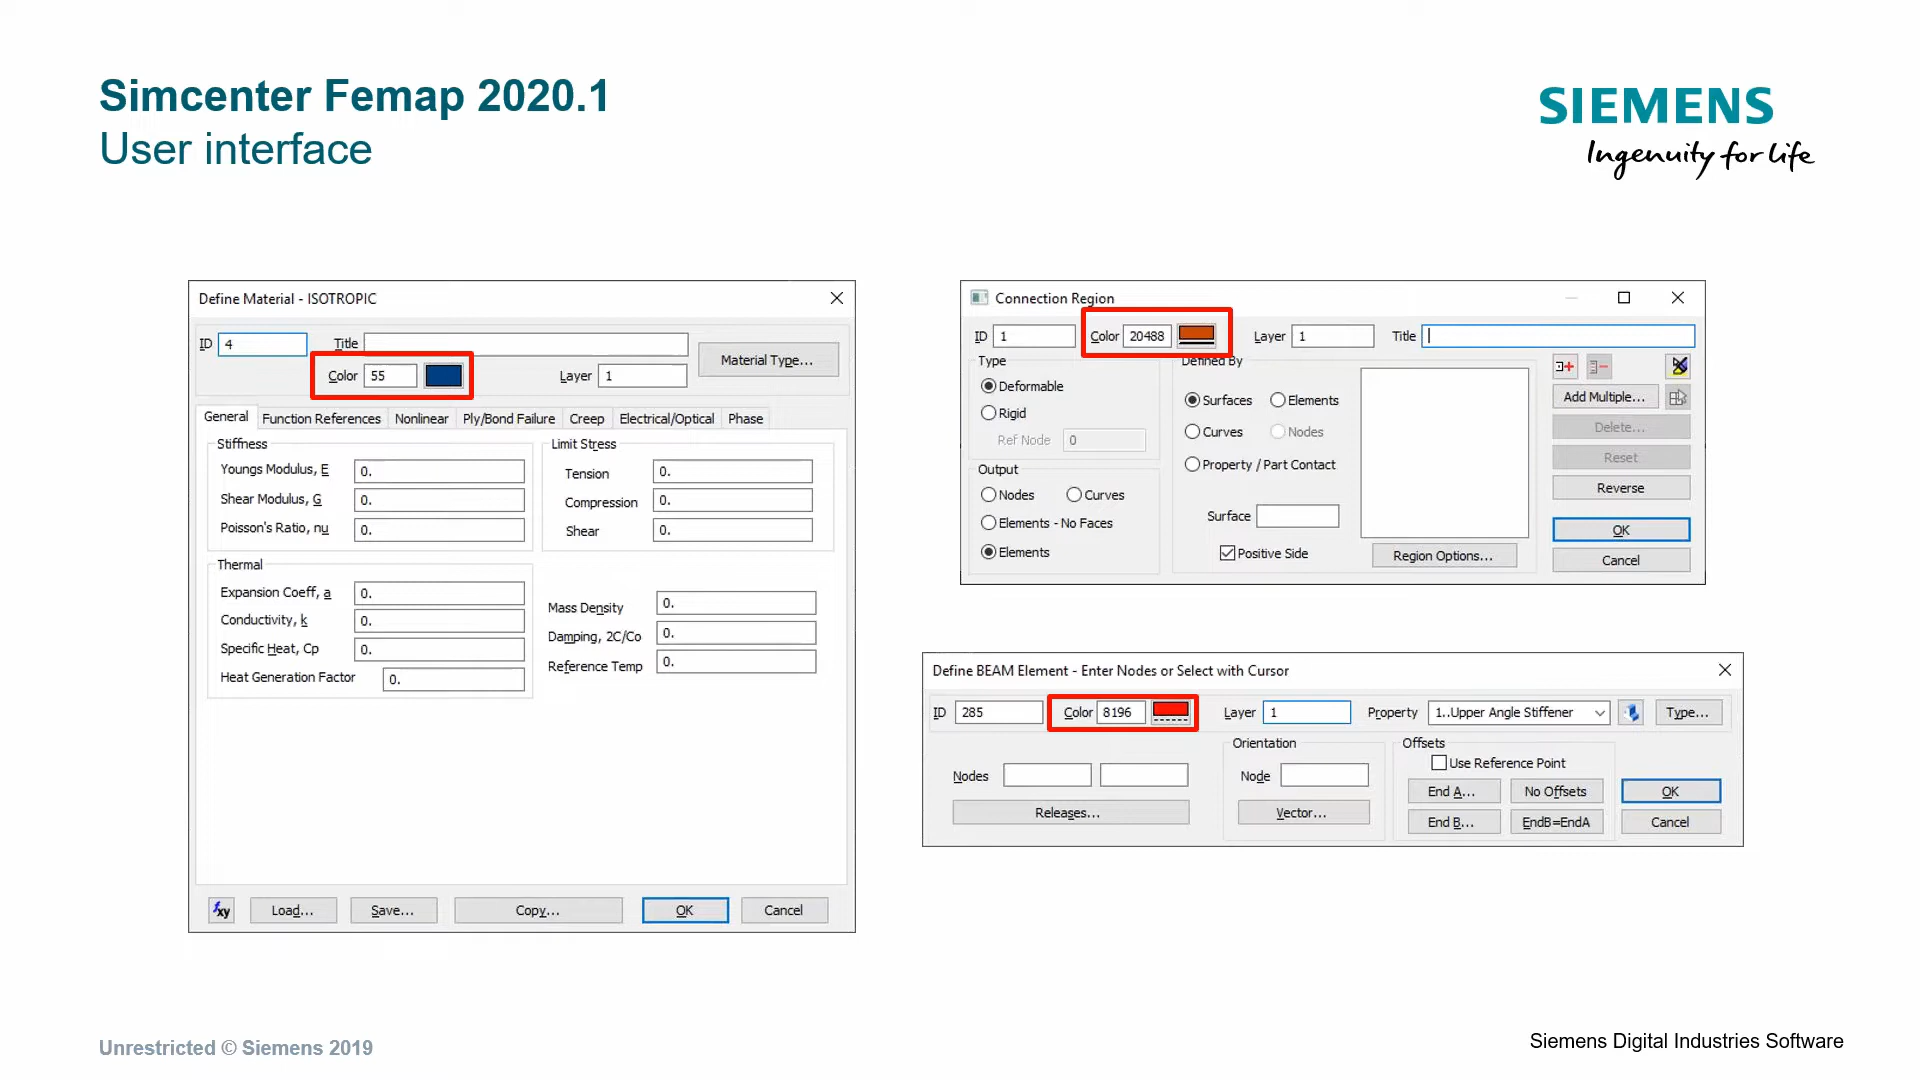 Simcenter Femap 2020.1
User interface
SIEMENS
Ingenuity for life
Define Material - ISOTROPIC
ID 4 Title
Color 55 Layer 1 Material Type...
General Function References Nonlinear Ply/Bond Failure Creep Electrical/Optical Phase
Stiffness
Youngs Modulus, E 0.
Shear Modulus, G 0.
Poisson's Ratio, nu 0.
Limit Stress
Tension 0.
Compression 0.
Shear 0.
Thermal
Expansion Coeff, a 0.
Conductivity, k 0.
Specific Heat, Cp 0.
Heat Generation Factor 0.
Mass Density 0.
Damping, 2C/Co 0.
Reference Temp 0.
fxy Load... Save... Copy... OK Cancel
Connection Region
ID 1 Color 20488 Layer 1 Title
Type
Deformable
Rigid
Ref Node 0
Output
Nodes Curves
Elements - No Faces
Elements
Defined By
Surfaces Elements
Curves Nodes
Property / Part Contact
Surface
Positive Side
Region Options...
Add Multiple...
Delete...
Reset
Reverse
OK
Cancel
Define BEAM Element - Enter Nodes or Select with Cursor
ID 285 Color 8196 Layer 1 Property 1..Upper Angle Stiffener Type...
Nodes
Releases...
Orientation
Node
Vector...
Offsets
Use Reference Point
End A... No Offsets
End B... EndB=EndA
OK
Cancel
Unrestricted © Siemens 2019
Siemens Digital Industries Software